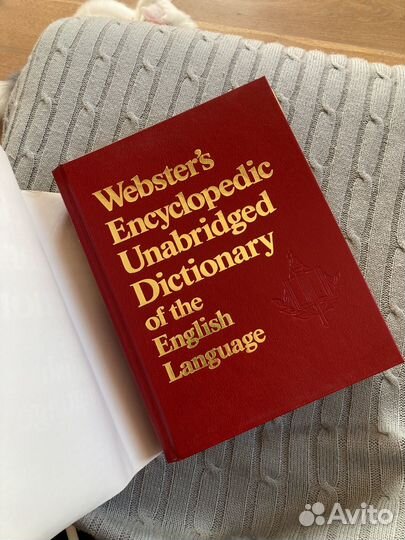 Webster's
Encyclopedic
Unabridged
Dictionary
of the
English
Language
Avito